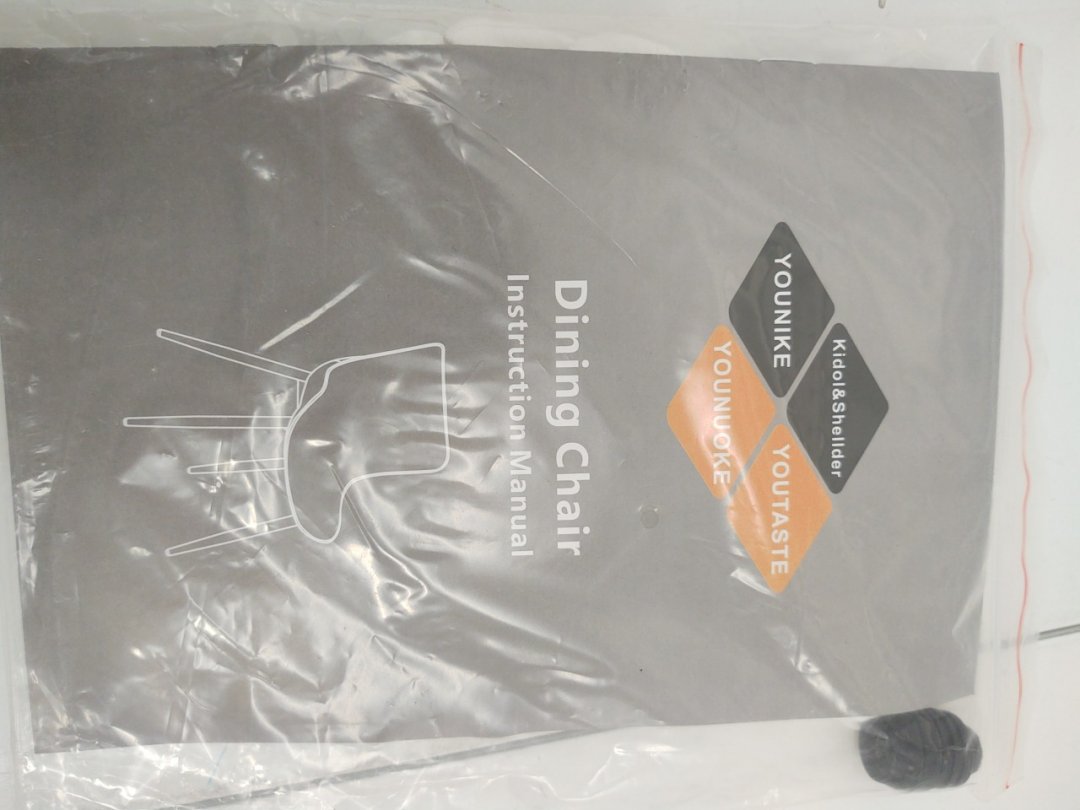 Kidol&Shellder
YOUNIKE
YOUTASTE
YOUNUOKE
Dining Chair
Instruction Manual